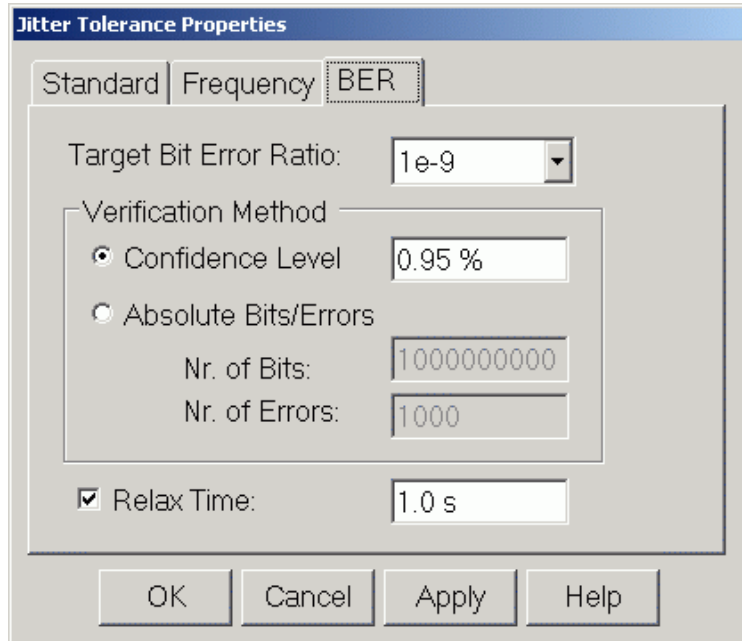 Jitter Tolerance Properties
Standard Frequency BER
Target Bit Error Ratio: 1e-9
Verification Method
Confidence Level 0.95 %
Absolute Bits/Errors
Nr. of Bits: 1000000000
Nr. of Errors: 1000
Relax Time: 1.0 s
OK Cancel Apply Help